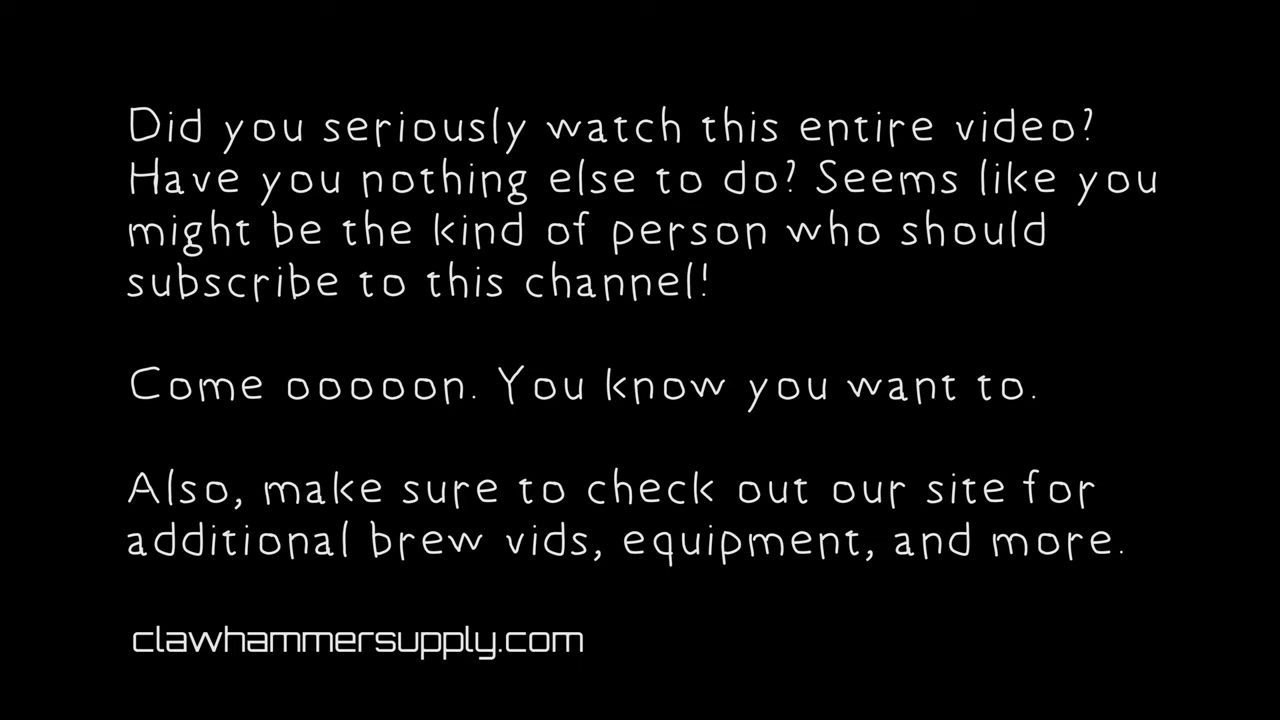 Did you seriously watch this entire video?
Have you nothing else to do? Seems like you
might be the kind of person who should
subscribe to this channel!
Come ooooon. You know you want to.
Also, make sure to check out our site for
additional brew vids, equipment, and more.
clawhammersupply.com